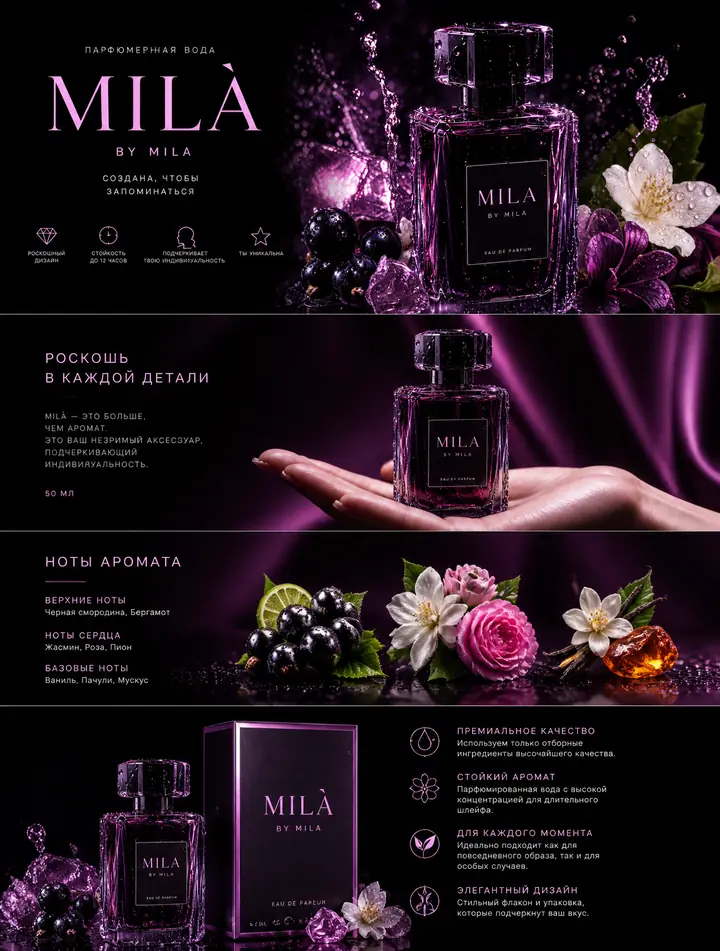 ПАРФЮМЕРНАЯ ВОДА
MILÀ
BY MILA
СОЗДАНА, ЧТОБЫ
ЗАПОМИНАТЬСЯ
РОСКОШНЫЙ
ДИЗАЙН
СТОЙКОСТЬ
ДО 12 ЧАСОВ
ПОДЧЕРКИВАЕТ
ТВОЮ ИНДИВИДУАЛЬНОСТЬ
ТЫ УНИКАЛЬНА
MILA
BY MILA
EAU DE PARFUM
РОСКОШЬ
В КАЖДОЙ ДЕТАЛИ
MILÀ — ЭТО БОЛЬШЕ,
ЧЕМ АРОМАТ.
ЭТО ВАШ НЕЗРИМЫЙ АКСЕССУАР,
ПОДЧЕРКИВАЮЩИЙ
ИНДИВИДУАЛЬНОСТЬ.
50 МЛ
MILA
BY MILA
EAU DE PARFUM
НОТЫ АРОМАТА
ВЕРХНИЕ НОТЫ
Черная смородина, Бергамот
НОТЫ СЕРДЦА
Жасмин, Роза, Пион
БАЗОВЫЕ НОТЫ
Ваниль, Пачули, Мускус
MILA
BY MILA
EAU DE PARFUM
MILÀ
BY MILA
EAU DE PARFUM
ПРЕМИАЛЬНОЕ КАЧЕСТВО
Используем только отборные
ингредиенты высочайшего качества.
СТОЙКИЙ АРОМАТ
Парфюмированная вода с высокой
концентрацией для длительного
шлейфа.
ДЛЯ КАЖДОГО МОМЕНТА
Идеально подходит как для
повседневного образа, так и для
особых случаев.
ЭЛЕГАНТНЫЙ ДИЗАЙН
Стильный флакон и упаковка,
которые подчеркнут ваш вкус.